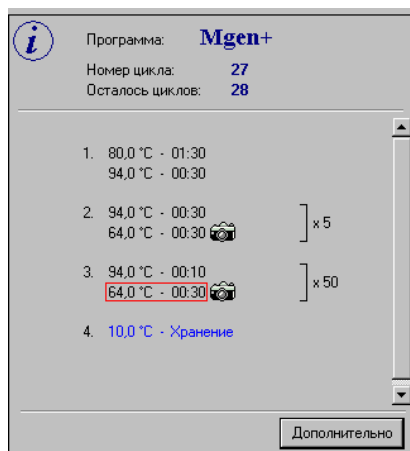 i
Программа: Mgen+
Номер цикла: 27
Осталось циклов: 28
1. 80,0 °C - 01:30
94,0 °C - 00:30
2. 94,0 °C - 00:30
64,0 °C - 00:30
x 5
3. 94,0 °C - 00:10
64,0 °C - 00:30
x 50
4. 10,0 °C - Хранение
Дополнительно